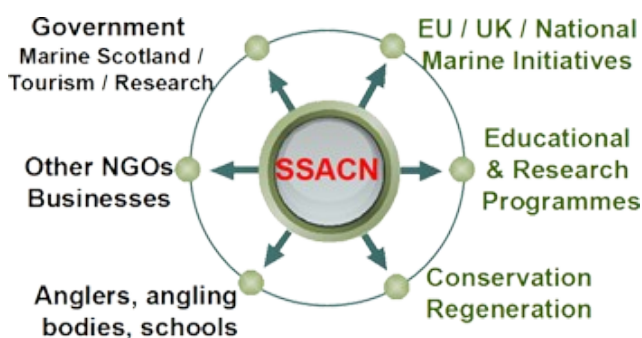 Government
Marine Scotland /
Tourism / Research
EU / UK / National
Marine Initiatives
Other NGOs
Businesses
SSACN
Educational
& Research
Programmes
Anglers, angling
bodies, schools
Conservation
Regeneration